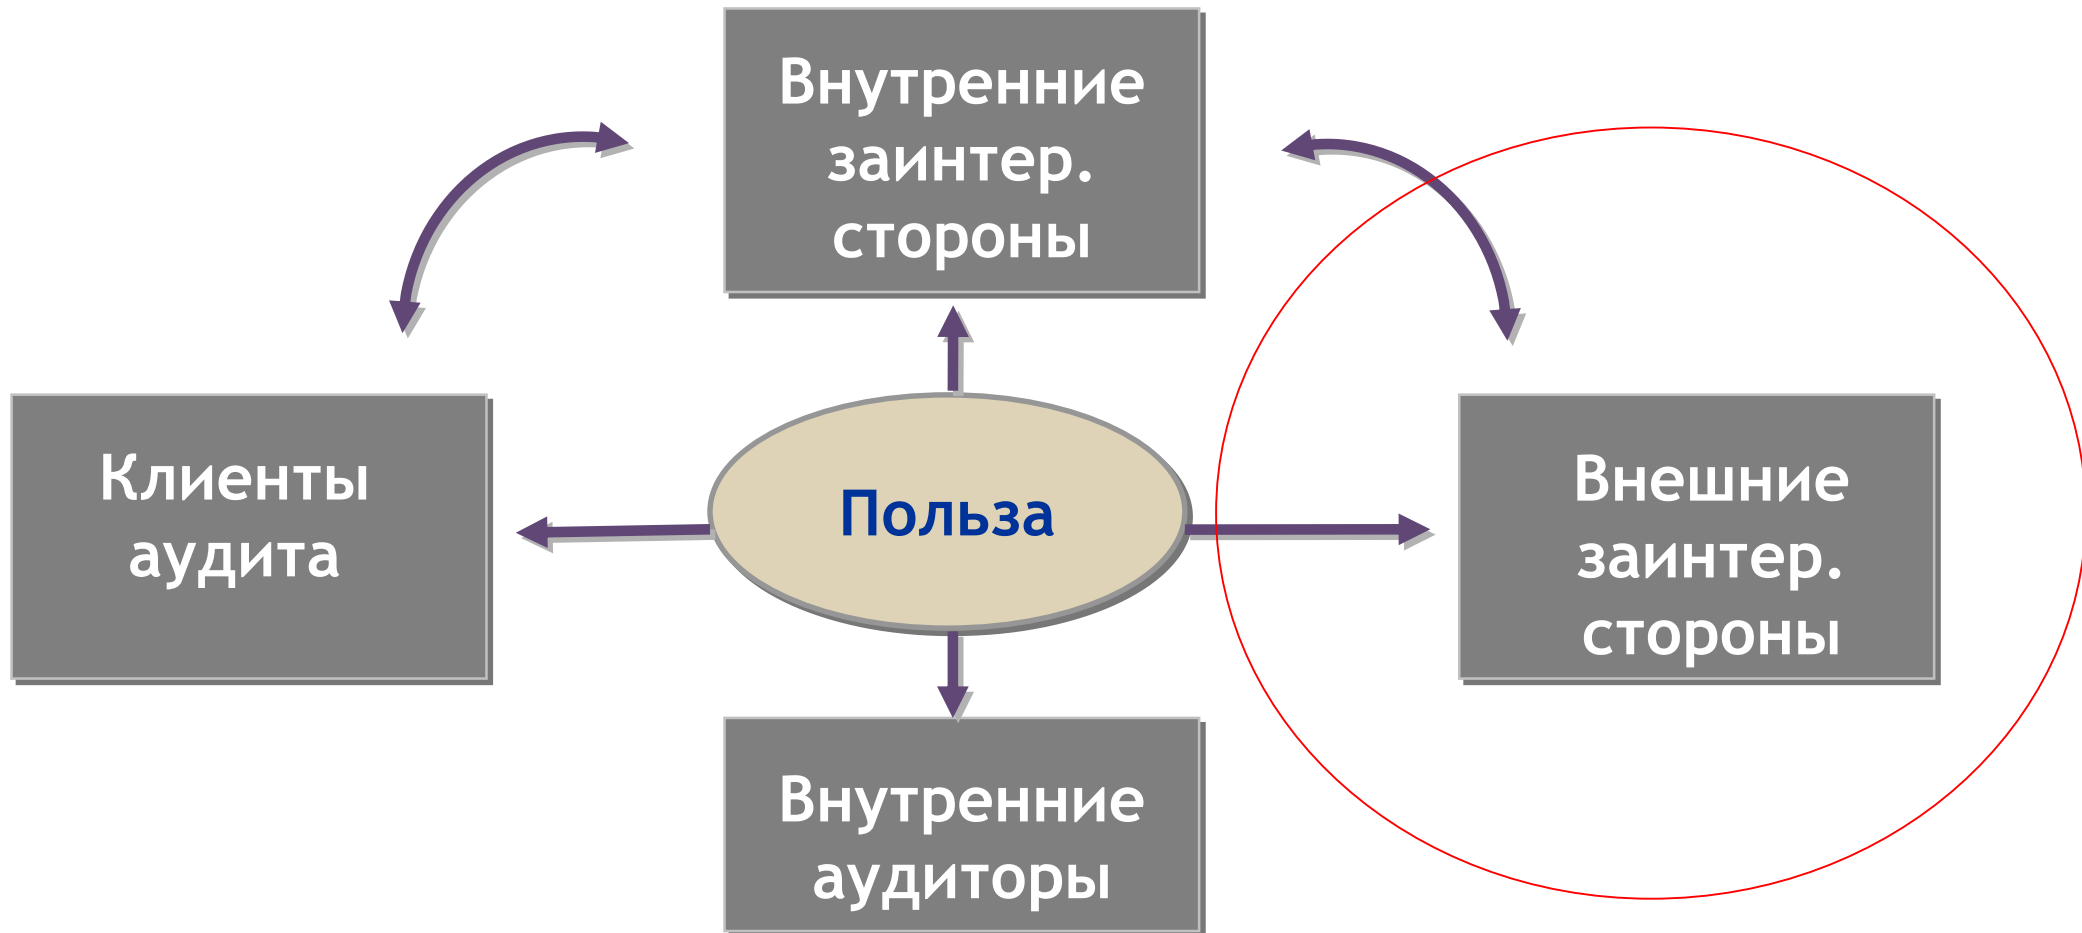 Внутренние
заинтер.
стороны
Клиенты
аудита
Польза
Внешние
заинтер.
стороны
Внутренние
аудиторы